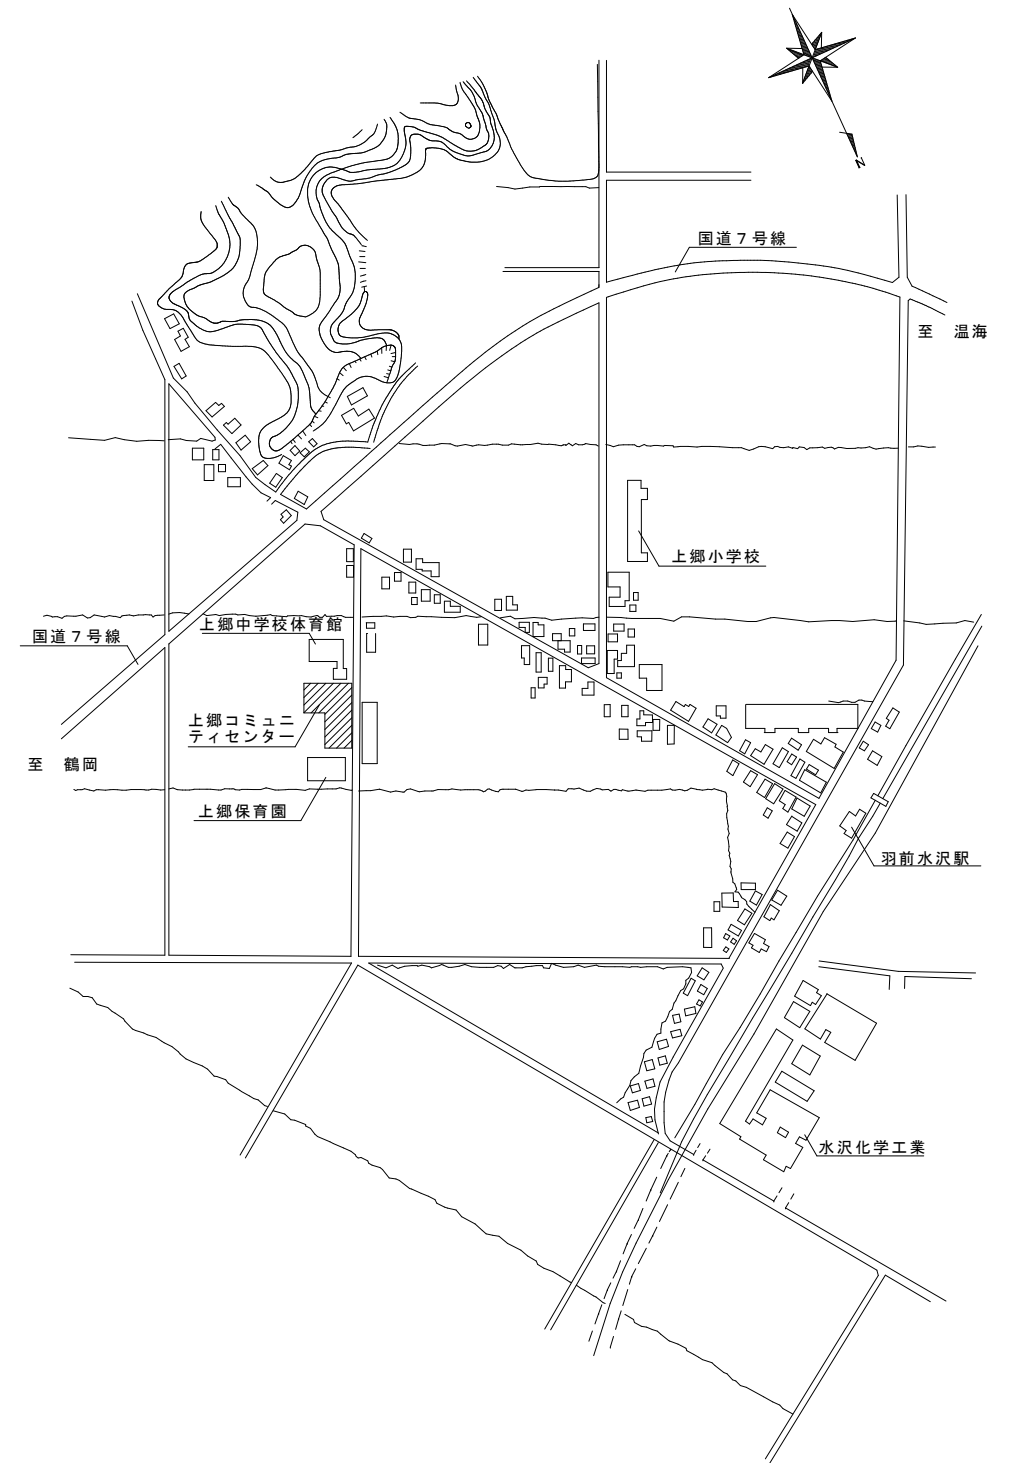 N
国道７号線
至　温海
上郷小学校
上郷中学校体育館
国道７号線
上郷コミュニ
ティセンター
至　鶴岡
上郷保育園
羽前水沢駅
水沢化学工業